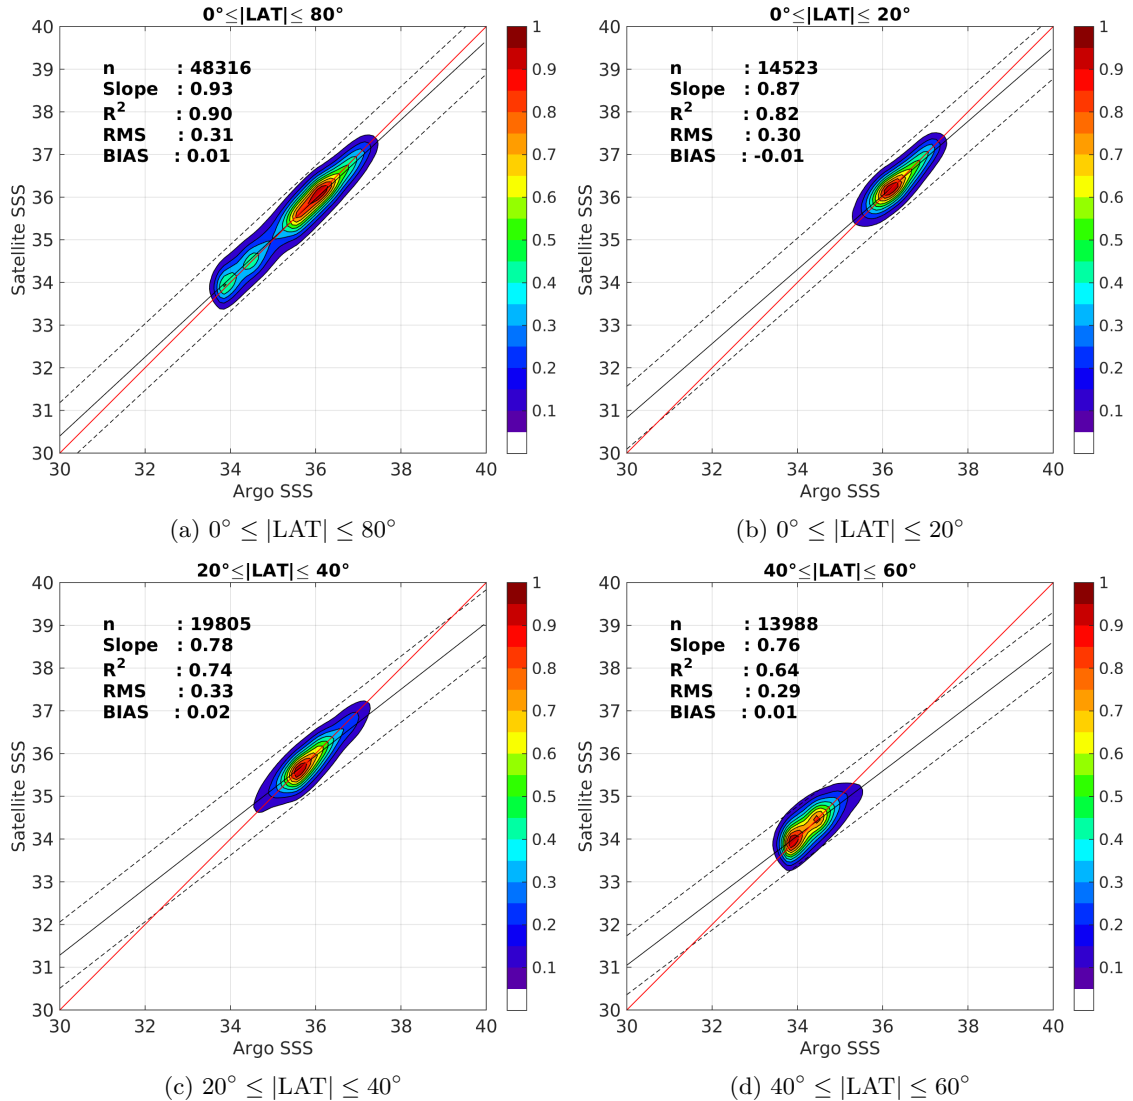 0°≤|LAT|≤ 80°
40
39
38
37
36
35
34
33
32
31
30
30 32 34 36 38 40
Satellite SSS
Argo SSS
n : 48316
Slope : 0.93
R² : 0.90
RMS : 0.31
BIAS : 0.01
1
0.9
0.8
0.7
0.6
0.5
0.4
0.3
0.2
0.1
(a) 0° ≤ |LAT| ≤ 80°
0°≤|LAT|≤ 20°
40
39
38
37
36
35
34
33
32
31
30
30 32 34 36 38 40
Satellite SSS
Argo SSS
n : 14523
Slope : 0.87
R² : 0.82
RMS : 0.30
BIAS : -0.01
1
0.9
0.8
0.7
0.6
0.5
0.4
0.3
0.2
0.1
(b) 0° ≤ |LAT| ≤ 20°
20°≤|LAT|≤ 40°
40
39
38
37
36
35
34
33
32
31
30
30 32 34 36 38 40
Satellite SSS
Argo SSS
n : 19805
Slope : 0.78
R² : 0.74
RMS : 0.33
BIAS : 0.02
1
0.9
0.8
0.7
0.6
0.5
0.4
0.3
0.2
0.1
(c) 20° ≤ |LAT| ≤ 40°
40°≤|LAT|≤ 60°
40
39
38
37
36
35
34
33
32
31
30
30 32 34 36 38 40
Satellite SSS
Argo SSS
n : 13988
Slope : 0.76
R² : 0.64
RMS : 0.29
BIAS : 0.01
1
0.9
0.8
0.7
0.6
0.5
0.4
0.3
0.2
0.1
(d) 40° ≤ |LAT| ≤ 60°